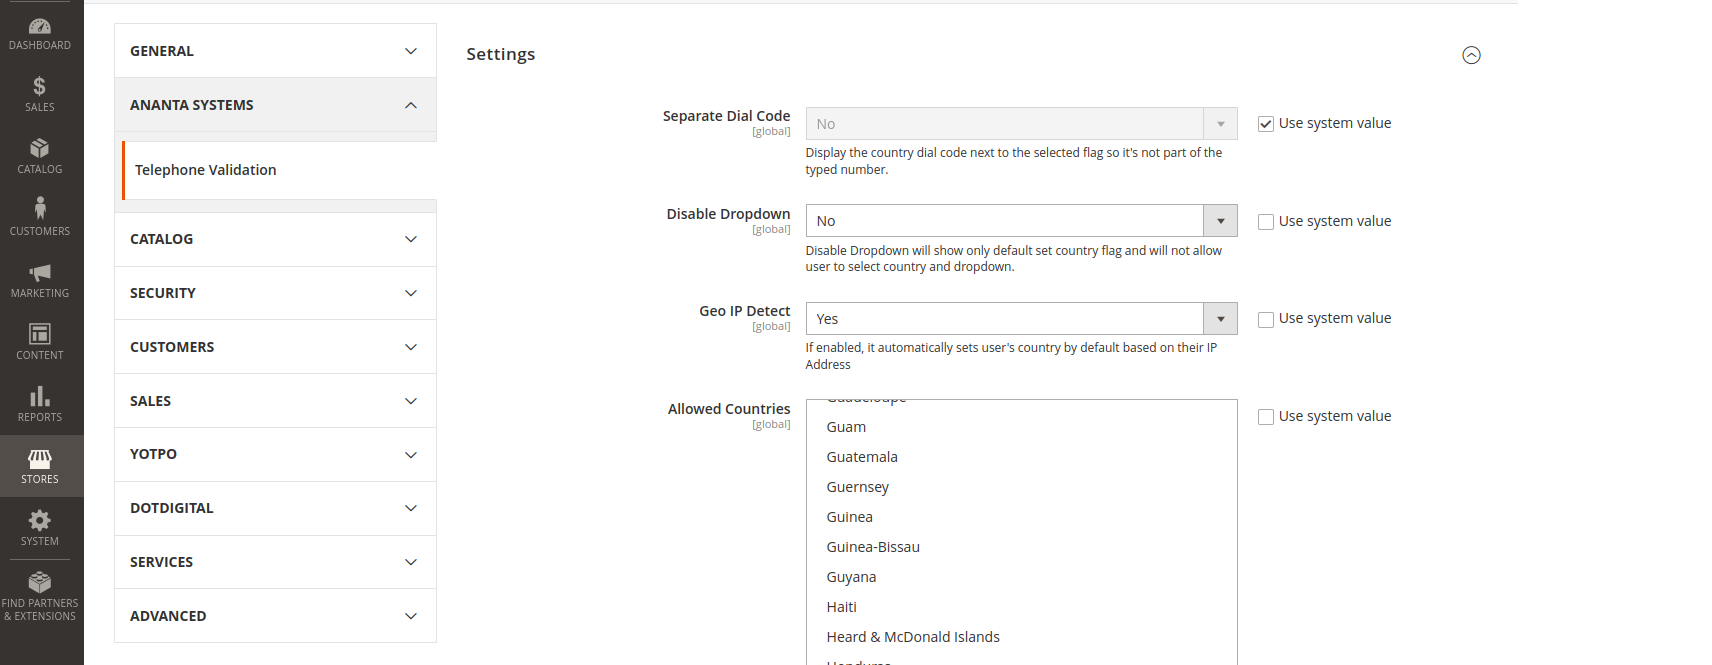 DASHBOARD
$
SALES
CATALOG
CUSTOMERS
MARKETING
CONTENT
REPORTS
STORES
SYSTEM
FIND PARTNERS
& EXTENSIONS
GENERAL
ANANTA SYSTEMS
Telephone Validation
CATALOG
SECURITY
CUSTOMERS
SALES
YOTPO
DOTDIGITAL
SERVICES
ADVANCED
Settings
Separate Dial Code
[global]
No
Use system value
Display the country dial code next to the selected flag so it's not part of the
typed number.
Disable Dropdown
[global]
No
Use system value
Disable Dropdown will show only default set country flag and will not allow
user to select country and dropdown.
Geo IP Detect
[global]
Yes
Use system value
If enabled, it automatically sets user's country by default based on their IP
Address
Allowed Countries
[global]
Guadeloupe
Guam
Guatemala
Guernsey
Guinea
Guinea-Bissau
Guyana
Haiti
Heard & McDonald Islands
Honduras
Use system value